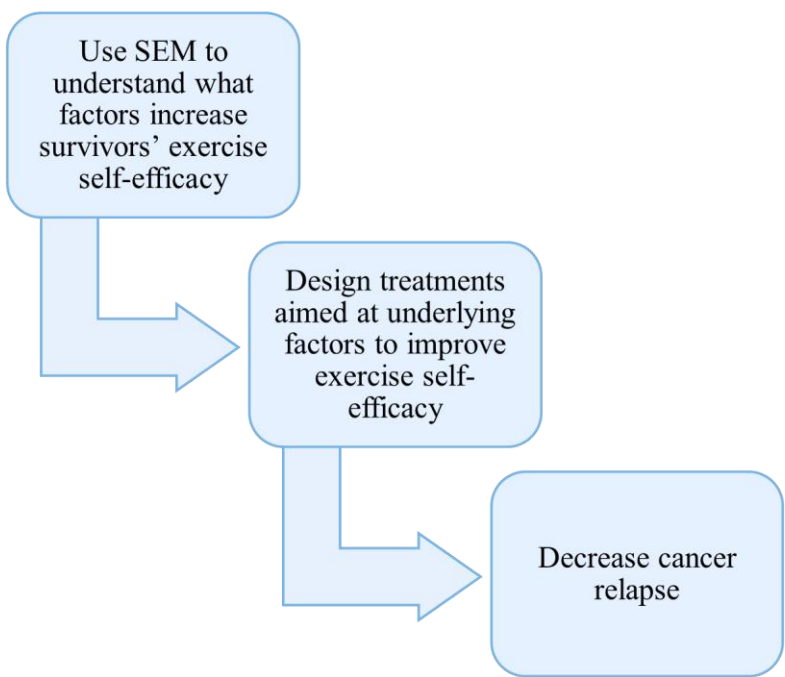 Use SEM to
understand what
factors increase
survivors’ exercise
self-efficacy
Design treatments
aimed at underlying
factors to improve
exercise self-
efficacy
Decrease cancer
relapse